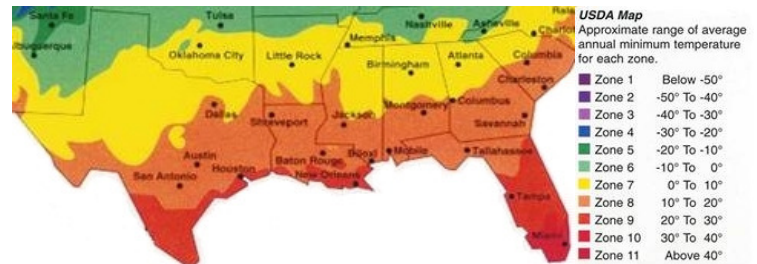 Santa Fe
Tulsa
Nashville
Asheville
Albuquerque
Oklahoma City
Memphis
Little Rock
Birmingham
Atlanta
Columbia
Charleston
Dallas
Shreveport
Jackson
Montgomery
Columbus
Savannah
Austin
San Antonio
Houston
Baton Rouge
New Orleans
Biloxi
Mobile
Tallahassee
Tampa
Miami
USDA Map
Approximate range of average
annual minimum temperature
for each zone.
Zone 1 Below -50°
Zone 2 -50° To -40°
Zone 3 -40° To -30°
Zone 4 -30° To -20°
Zone 5 -20° To -10°
Zone 6 -10° To 0°
Zone 7 0° To 10°
Zone 8 10° To 20°
Zone 9 20° To 30°
Zone 10 30° To 40°
Zone 11 Above 40°